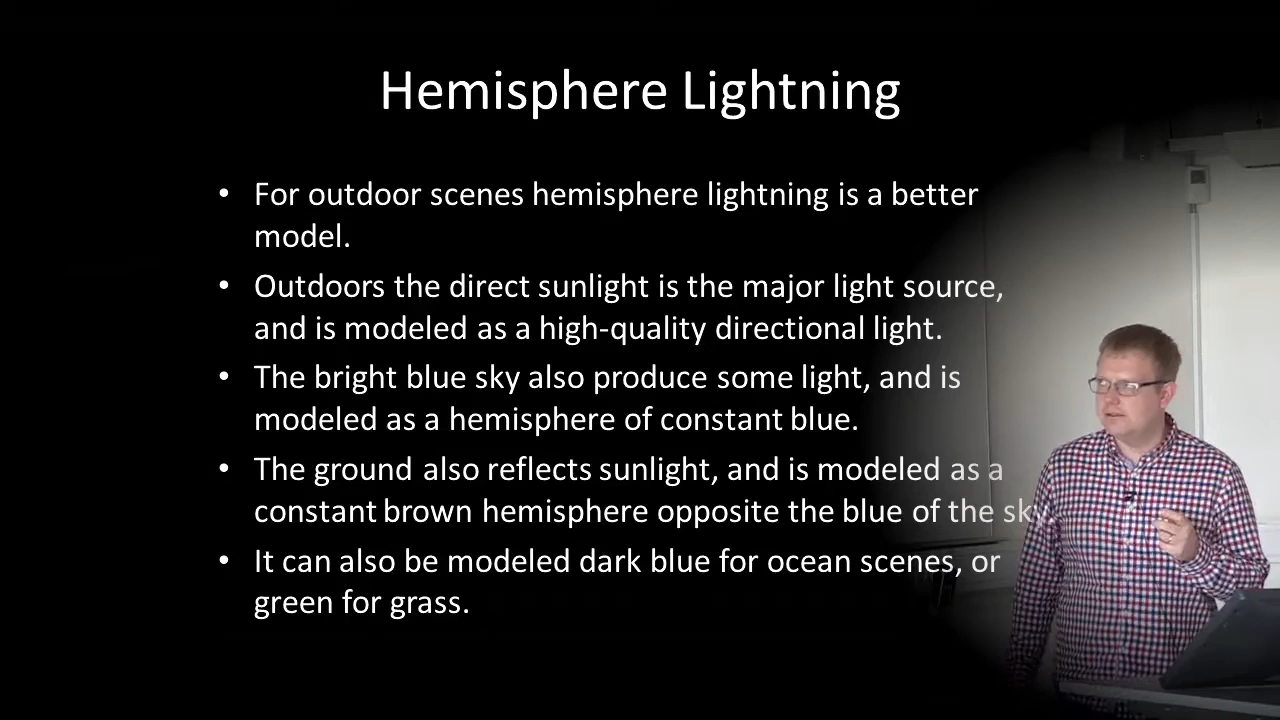 Hemisphere Lightning
• For outdoor scenes hemisphere lightning is a better
model.
• Outdoors the direct sunlight is the major light source,
and is modeled as a high-quality directional light.
• The bright blue sky also produce some light, and is
modeled as a hemisphere of constant blue.
• The ground also reflects sunlight, and is modeled as a
constant brown hemisphere opposite the blue of the sky.
• It can also be modeled dark blue for ocean scenes, or
green for grass.